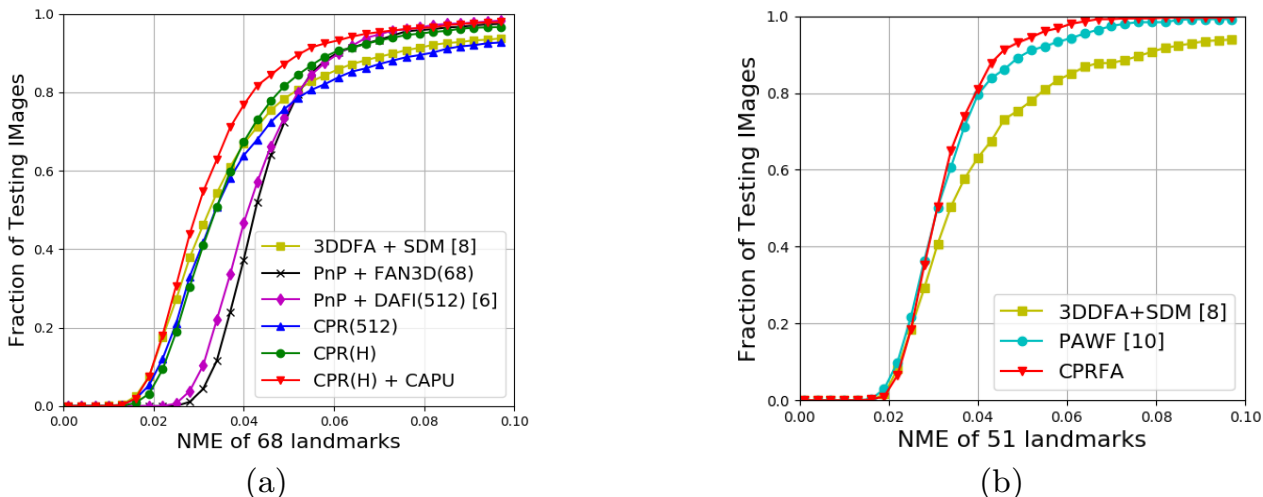 Fraction of Testing IMages
1.0
0.8
0.6
0.4
0.2
0.0
3DDFA + SDM [8]
PnP + FAN3D(68)
PnP + DAFI(512) [6]
CPR(512)
CPR(H)
CPR(H) + CAPU
0.00 0.02 0.04 0.06 0.08 0.10
NME of 68 landmarks
(a)
Fraction of Testing IMages
1.0
0.8
0.6
0.4
0.2
0.0
3DDFA+SDM [8]
PAWF [10]
CPRFA
0.00 0.02 0.04 0.06 0.08 0.10
NME of 51 landmarks
(b)